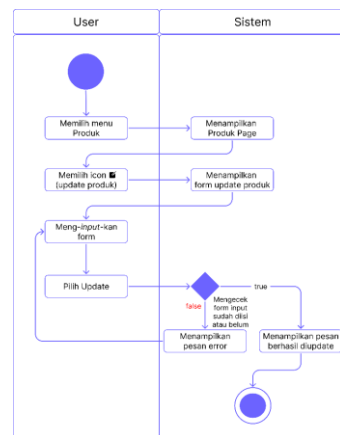 User
Sistem
Memilih menu
Produk
Menampilkan
Produk Page
Memilih icon
(update produk)
Menampilkan
form update produk
Meng-input-kan
form
Pilih Update
false
Mengecek
form input
sudah diisi
atau belum
true
Menampilkan
pesan error
Menampilkan pesan
berhasil diupdate